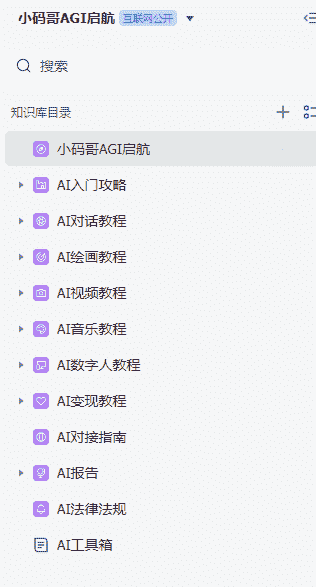 小码哥AGI启航 互联网公开
搜索
知识库目录
小码哥AGI启航
AI入门攻略
AI对话教程
AI绘画教程
AI视频教程
AI音乐教程
AI数字人教程
AI变现教程
AI对接指南
AI报告
AI法律法规
AI工具箱